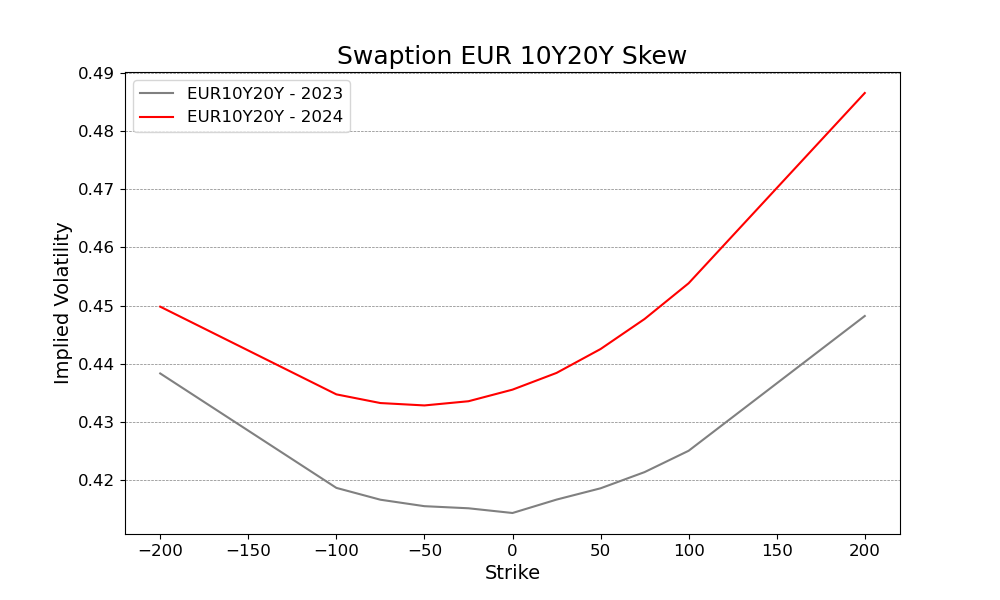 Swaption EUR 10Y20Y Skew
EUR10Y20Y - 2023
EUR10Y20Y - 2024
Implied Volatility
0.49
0.48
0.47
0.46
0.45
0.44
0.43
0.42
−200 −150 −100 −50 0 50 100 150 200
Strike